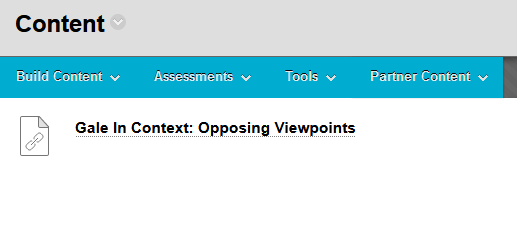 Content
Build Content Assessments Tools Partner Content
Gale In Context: Opposing Viewpoints